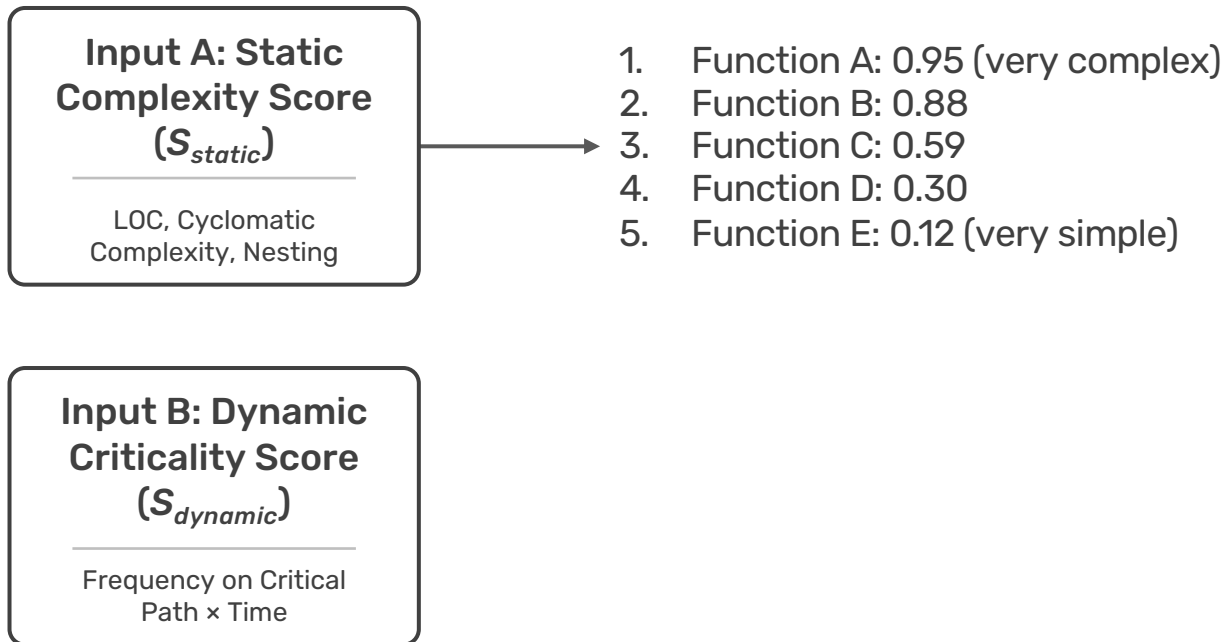 Input A: Static
Complexity Score
(S_static)
LOC, Cyclomatic
Complexity, Nesting
1. Function A: 0.95 (very complex)
2. Function B: 0.88
3. Function C: 0.59
4. Function D: 0.30
5. Function E: 0.12 (very simple)
Input B: Dynamic
Criticality Score
(S_dynamic)
Frequency on Critical
Path × Time